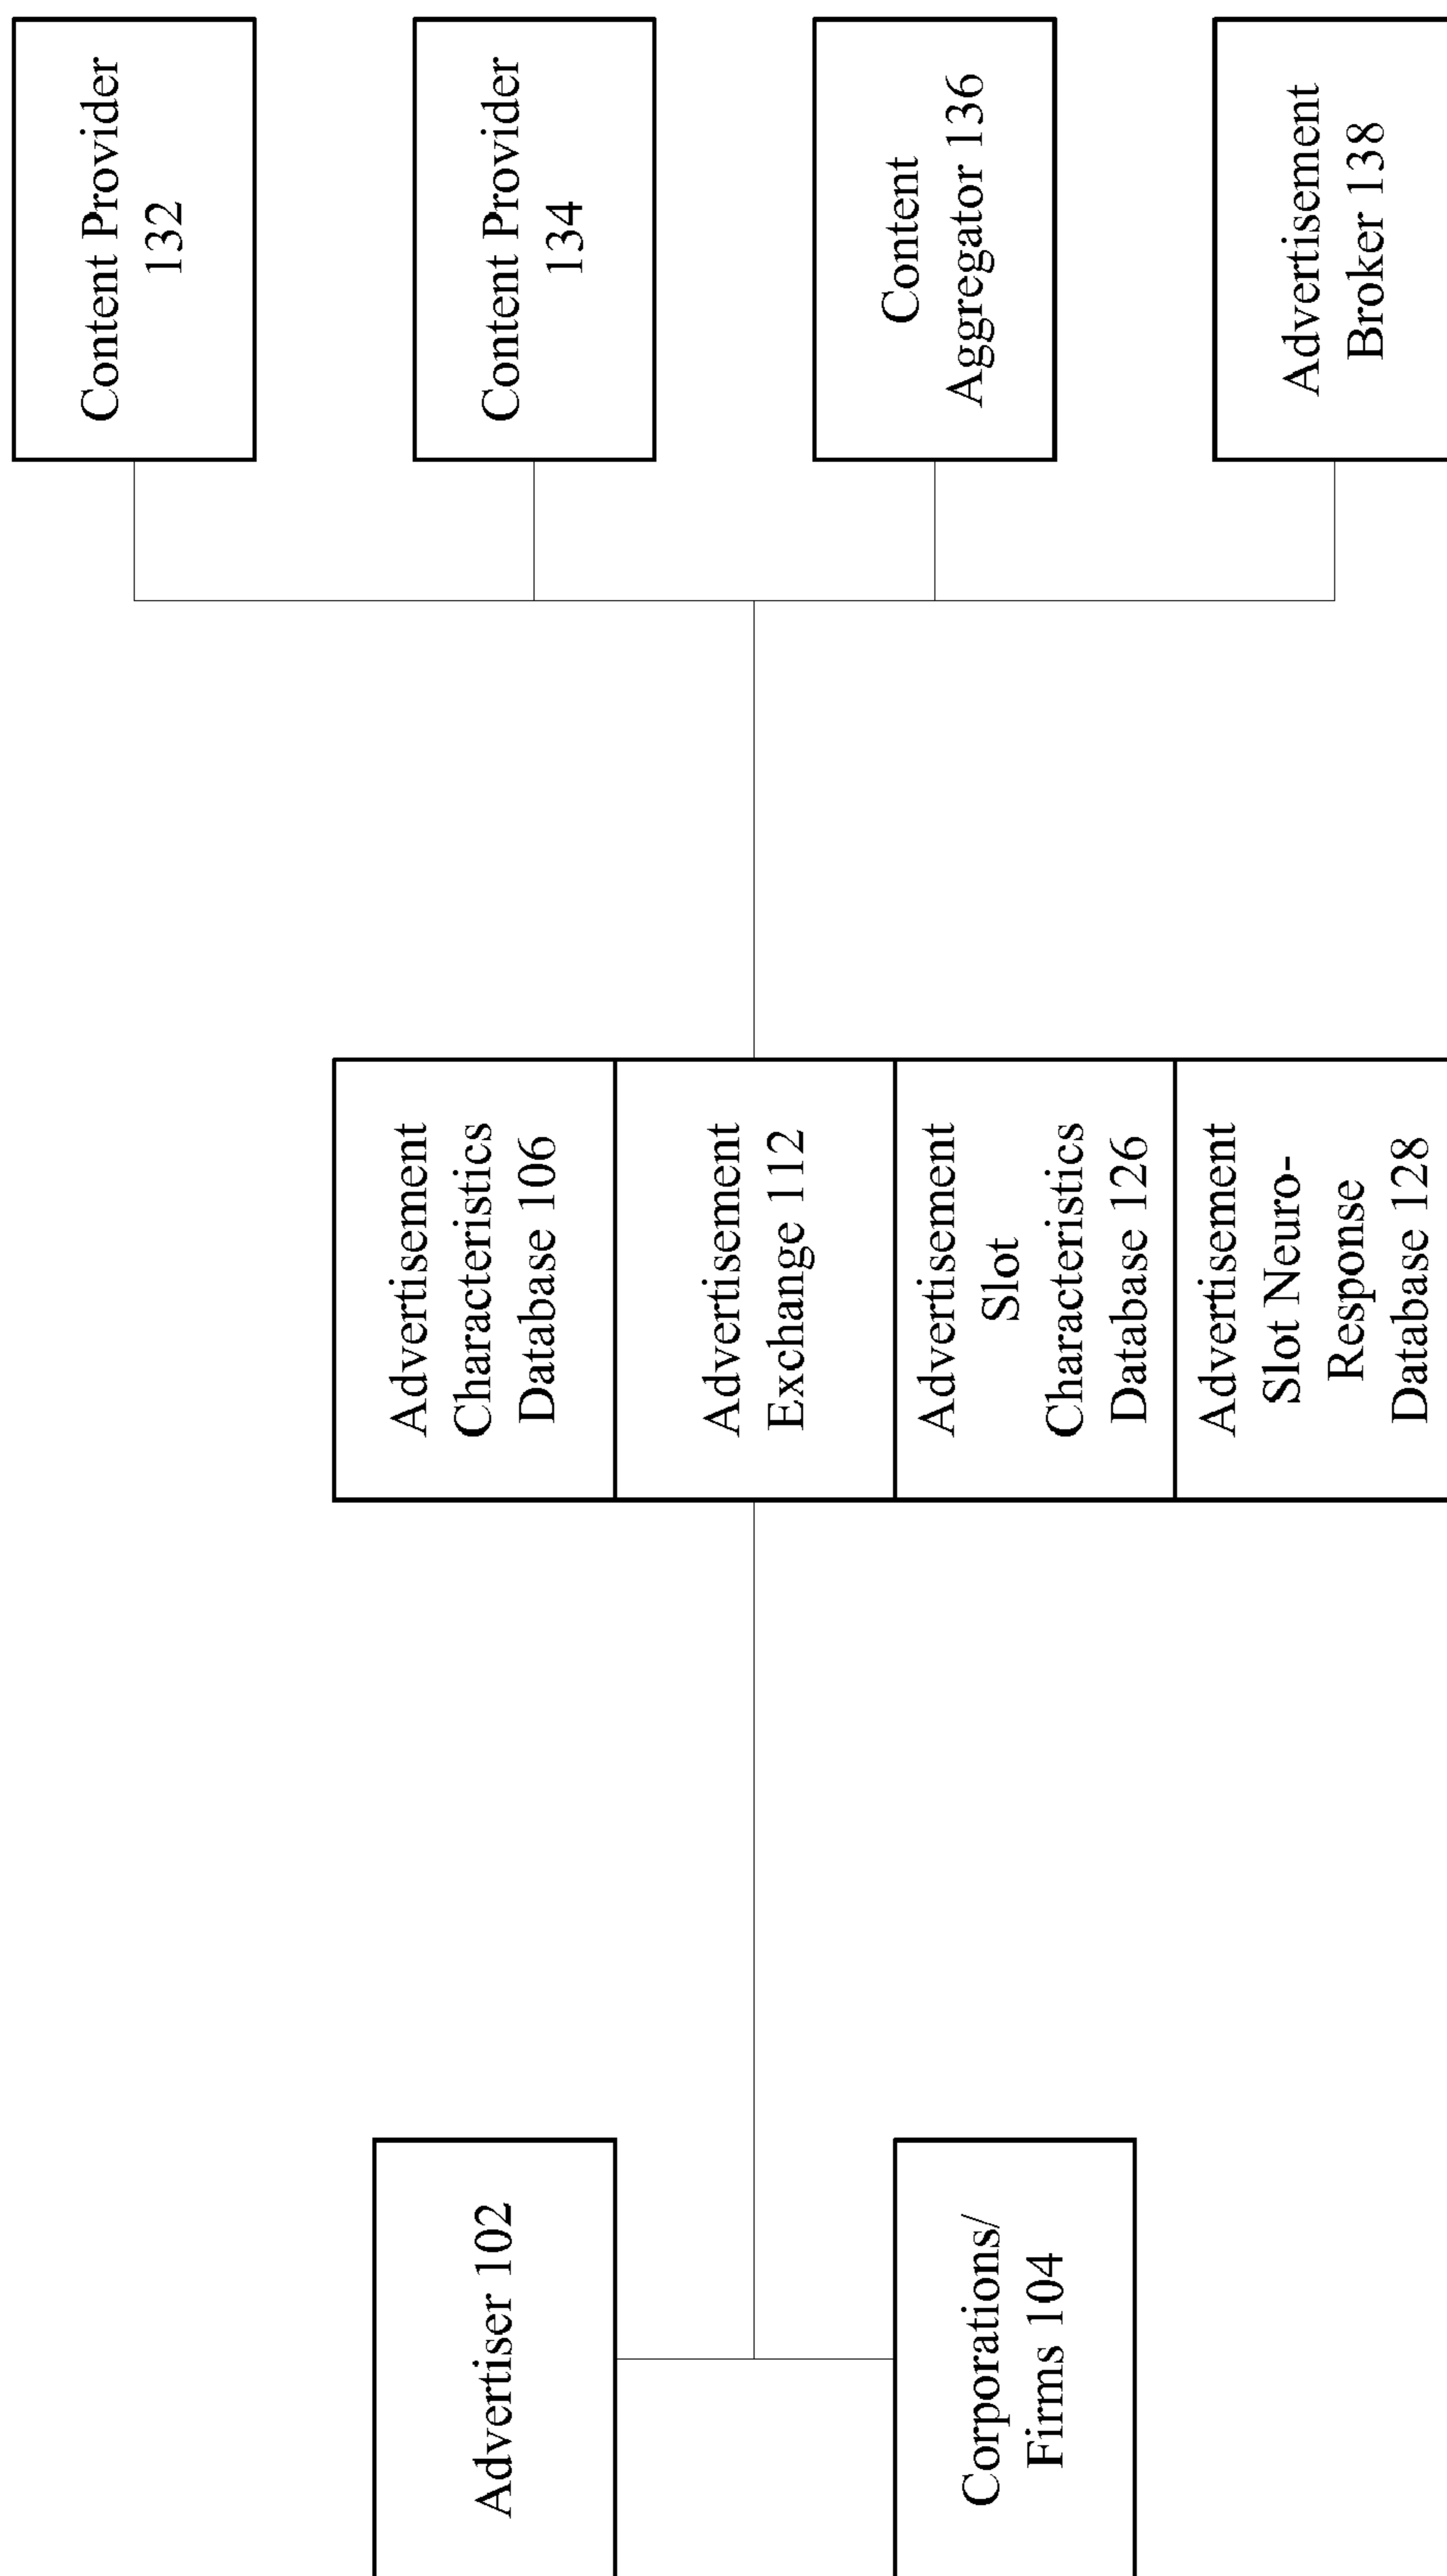 Advertiser 102
Corporations/
Firms 104
Advertisement
Characteristics
Database 106
Advertisement
Exchange 112
Advertisement
Slot
Characteristics
Database 126
Advertisement
Slot Neuro-
Response
Database 128
Content Provider
132
Content Provider
134
Content
Aggregator 136
Advertisement
Broker 138